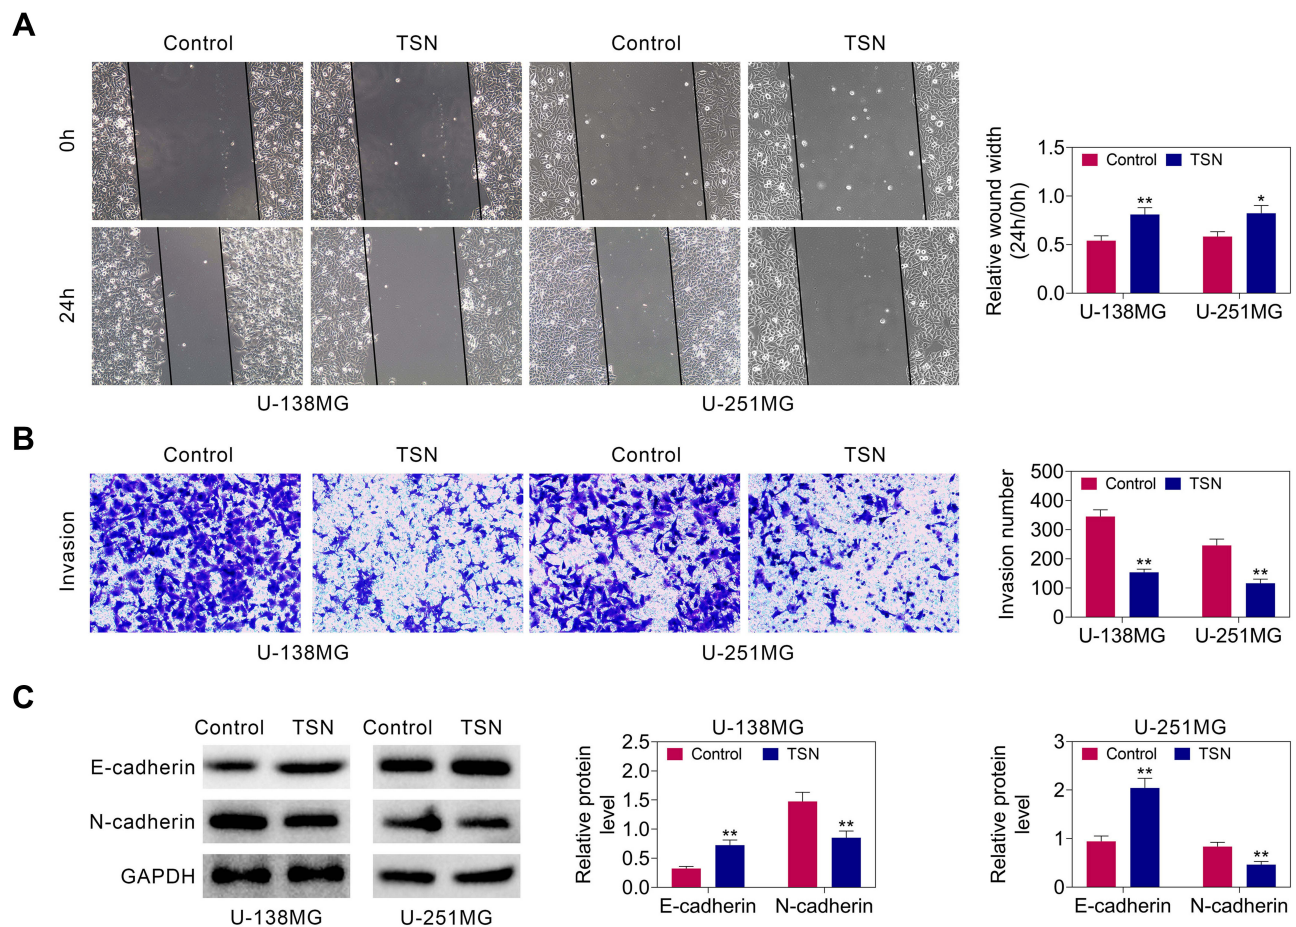 A
Control TSN Control TSN
0h
24h
U-138MG U-251MG
Relative wound width
(24h/0h)
1.5
1.0
0.5
0.0
Control TSN
** *
U-138MG U-251MG
B
Control TSN Control TSN
Invasion
U-138MG U-251MG
Invasion number
500
400
300
200
100
0
Control TSN
** **
U-138MG U-251MG
C
Control TSN Control TSN
E-cadherin
N-cadherin
GAPDH
U-138MG U-251MG
U-138MG
Relative protein
level
2.5
2.0
1.5
1.0
0.5
0.0
Control TSN
** **
E-cadherin N-cadherin
U-251MG
Relative protein
level
3
2
1
0
Control TSN
** **
E-cadherin N-cadherin